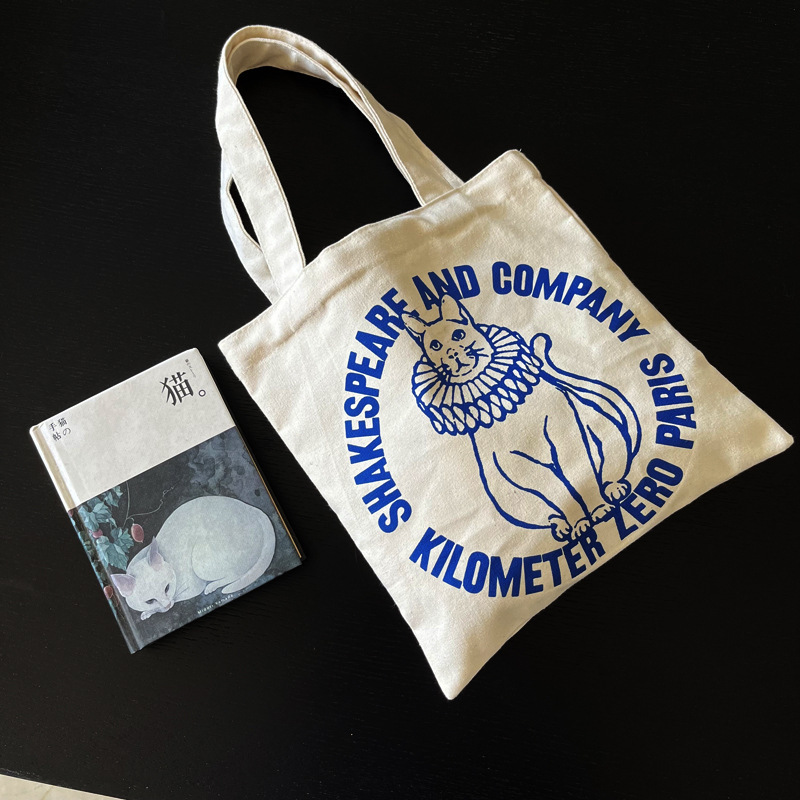 SHAKESPEARE AND COMPANY
KILOMETER ZERO PARIS
猫。
猫の
手帖